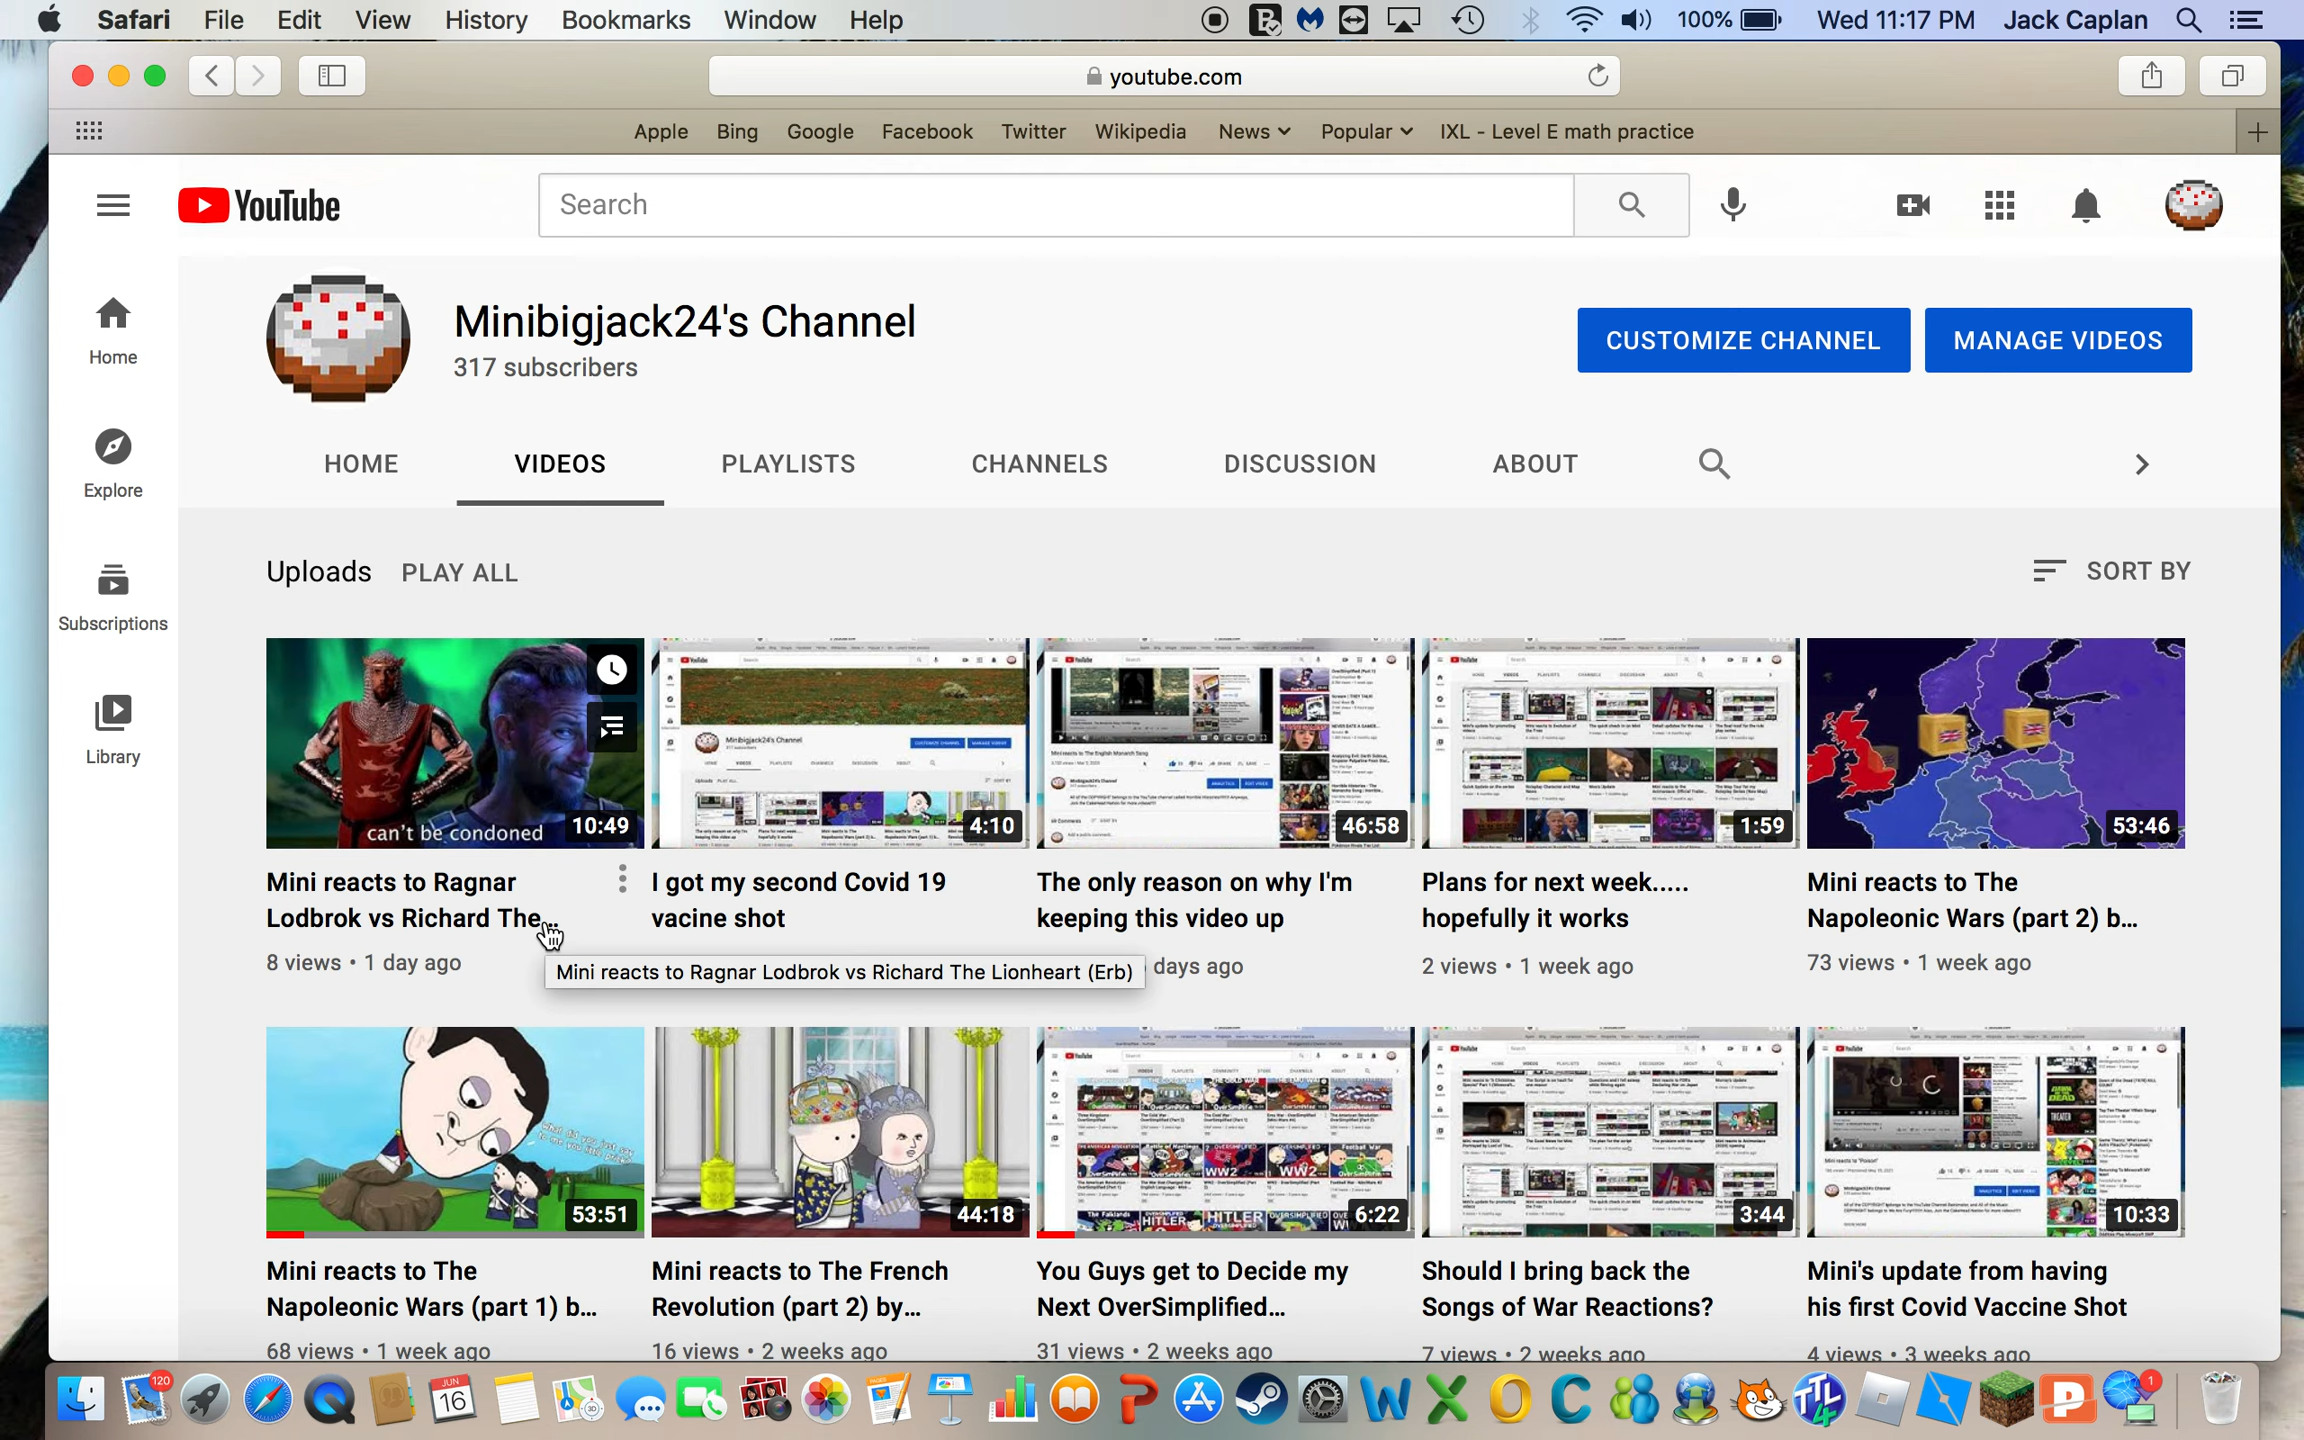 Safari File Edit View History Bookmarks Window Help 100% Wed 11:17 PM Jack Caplan
youtube.com
Apple Bing Google Facebook Twitter Wikipedia News Popular IXL - Level E math practice
YouTube
Search
Home
Explore
Subscriptions
Library
Minibigjack24's Channel
317 subscribers
CUSTOMIZE CHANNEL MANAGE VIDEOS
HOME VIDEOS PLAYLISTS CHANNELS DISCUSSION ABOUT
Uploads PLAY ALL SORT BY
can't be condoned 10:49
4:10
46:58
1:59
53:46
Mini reacts to Ragnar
Lodbrok vs Richard The...
8 views • 1 day ago
I got my second Covid 19
vacine shot
The only reason on why I'm
keeping this video up
days ago
Plans for next week.....
hopefully it works
2 views • 1 week ago
Mini reacts to The
Napoleonic Wars (part 2) b...
73 views • 1 week ago
Mini reacts to Ragnar Lodbrok vs Richard The Lionheart (Erb)
53:51
44:18
6:22
3:44
10:33
Mini reacts to The
Napoleonic Wars (part 1) b...
68 views • 1 week ago
Mini reacts to The French
Revolution (part 2) by...
16 views • 2 weeks ago
You Guys get to Decide my
Next OverSimplified...
31 views • 2 weeks ago
Should I bring back the
Songs of War Reactions?
7 views • 2 weeks ago
Mini's update from having
his first Covid Vaccine Shot
4 views • 3 weeks ago
120
JUN
16
1